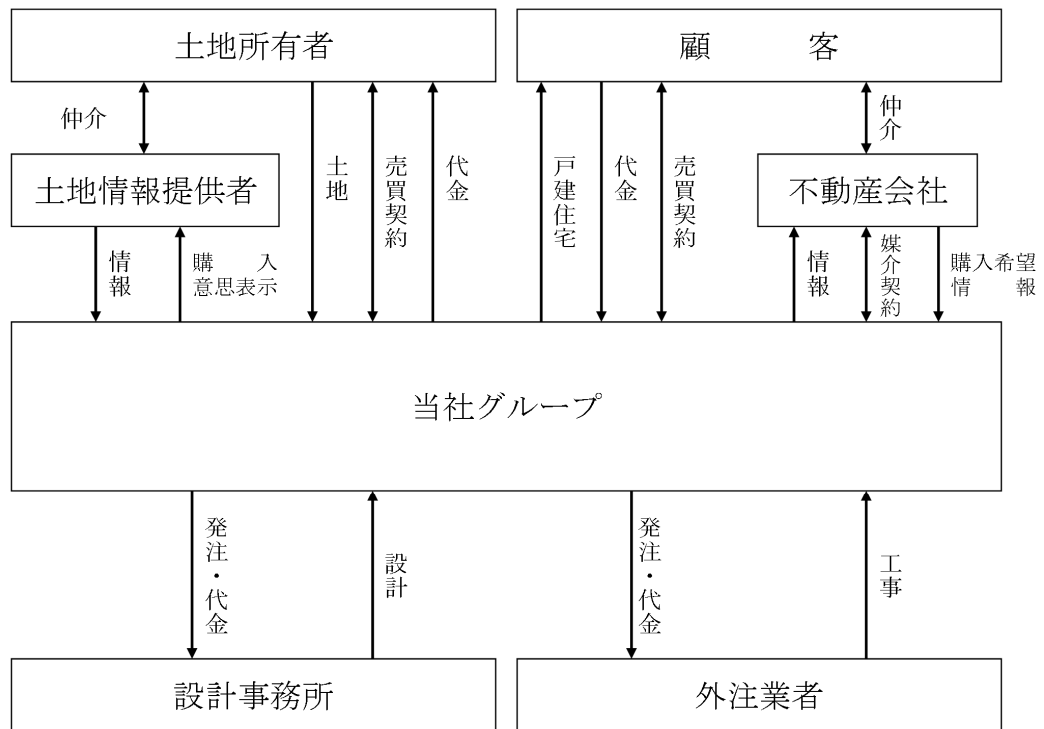 土地所有者
顧客
仲介
仲介
土地情報提供者
不動産会社
土地
売買契約
代金
戸建住宅
代金
売買契約
情報
購入
意思表示
情報
媒介契約
購入希望
情報
当社グループ
発注・代金
設計
発注・代金
工事
設計事務所
外注業者